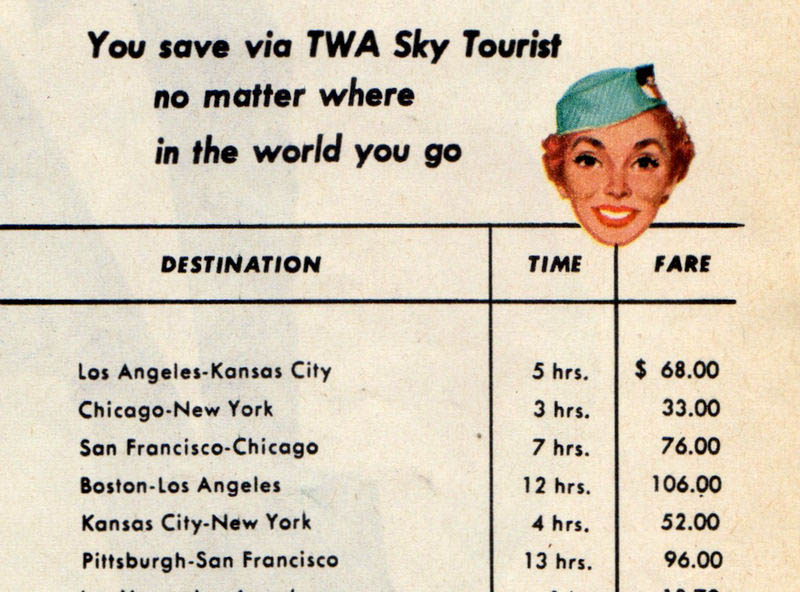 You save via TWA Sky Tourist
no matter where
in the world you go
DESTINATION TIME FARE
Los Angeles-Kansas City 5 hrs. $ 68.00
Chicago-New York 3 hrs. 33.00
San Francisco-Chicago 7 hrs. 76.00
Boston-Los Angeles 12 hrs. 106.00
Kansas City-New York 4 hrs. 52.00
Pittsburgh-San Francisco 13 hrs. 96.00